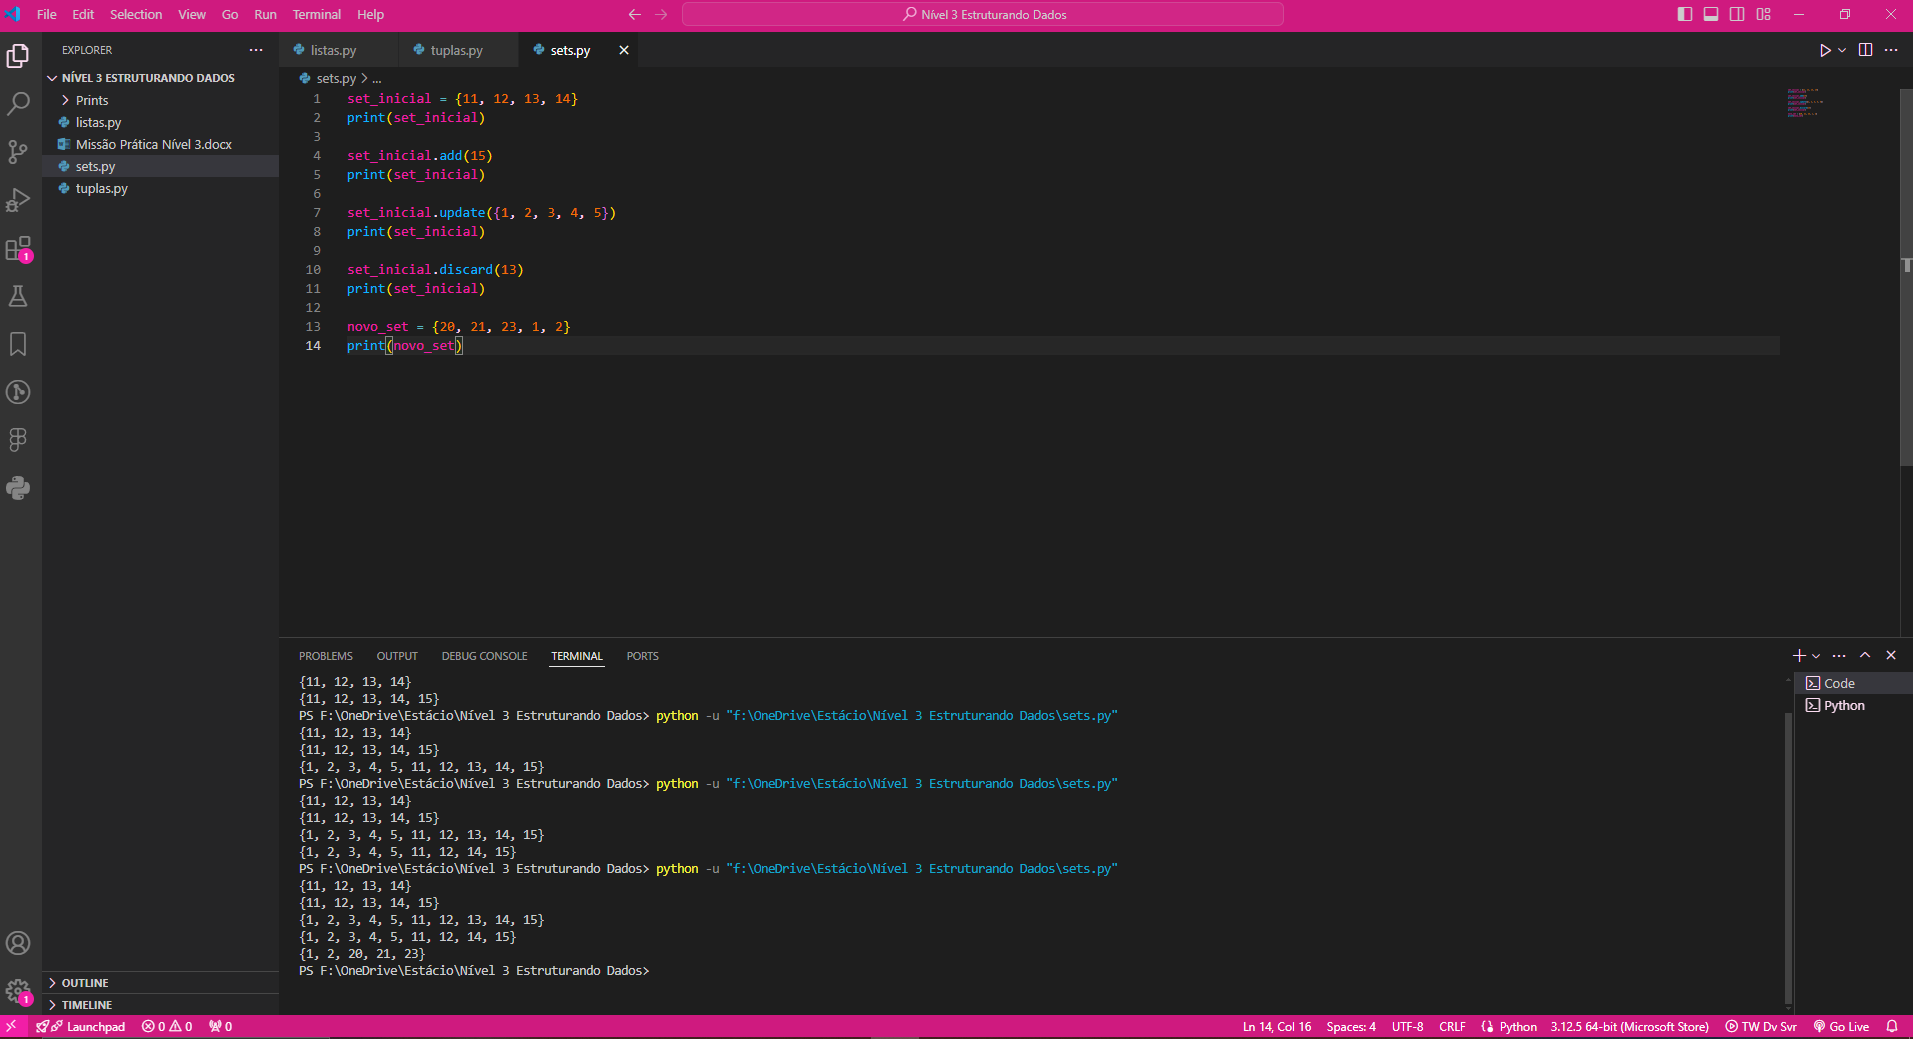 File Edit Selection View Go Run Terminal Help
Nível 3 Estruturando Dados
EXPLORER
NÍVEL 3 ESTRUTURANDO DADOS
Prints
listas.py
Missão Prática Nível 3.docx
sets.py
tuplas.py
OUTLINE
TIMELINE
1
1
listas.py tuplas.py sets.py
sets.py > ...
1 set_inicial = {11, 12, 13, 14}
2 print(set_inicial)
3
4 set_inicial.add(15)
5 print(set_inicial)
6
7 set_inicial.update({1, 2, 3, 4, 5})
8 print(set_inicial)
9
10 set_inicial.discard(13)
11 print(set_inicial)
12
13 novo_set = {20, 21, 23, 1, 2}
14 print(novo_set)
PROBLEMS OUTPUT DEBUG CONSOLE TERMINAL PORTS
{11, 12, 13, 14}
{11, 12, 13, 14, 15}
PS F:\OneDrive\Estácio\Nível 3 Estruturando Dados> python -u "f:\OneDrive\Estácio\Nível 3 Estruturando Dados\sets.py"
{11, 12, 13, 14}
{11, 12, 13, 14, 15}
{1, 2, 3, 4, 5, 11, 12, 13, 14, 15}
PS F:\OneDrive\Estácio\Nível 3 Estruturando Dados> python -u "f:\OneDrive\Estácio\Nível 3 Estruturando Dados\sets.py"
{11, 12, 13, 14}
{11, 12, 13, 14, 15}
{1, 2, 3, 4, 5, 11, 12, 13, 14, 15}
{1, 2, 3, 4, 5, 11, 12, 14, 15}
PS F:\OneDrive\Estácio\Nível 3 Estruturando Dados> python -u "f:\OneDrive\Estácio\Nível 3 Estruturando Dados\sets.py"
{11, 12, 13, 14}
{11, 12, 13, 14, 15}
{1, 2, 3, 4, 5, 11, 12, 13, 14, 15}
{1, 2, 3, 4, 5, 11, 12, 14, 15}
{1, 2, 20, 21, 23}
PS F:\OneDrive\Estácio\Nível 3 Estruturando Dados>
Code
Python
Launchpad 0 0 0 Ln 14, Col 16 Spaces: 4 UTF-8 CRLF Python 3.12.5 64-bit (Microsoft Store) TW Dv Svr Go Live